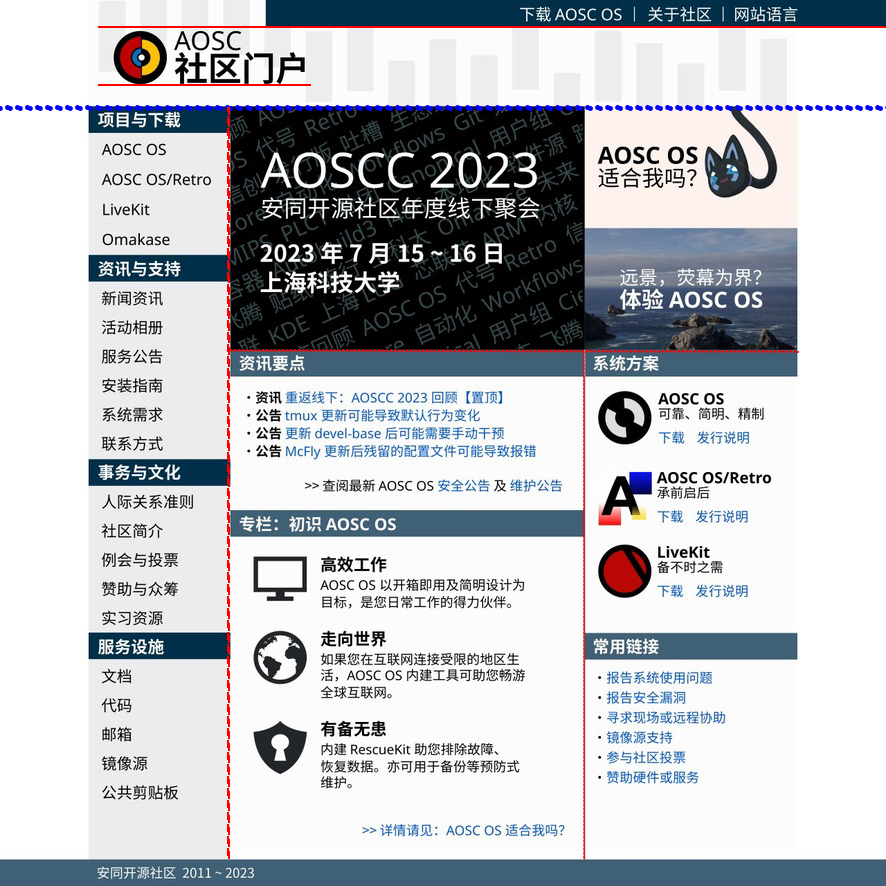 下载 AOSC OS | 关于社区 | 网站语言
AOSC
社区门户
项目与下载
AOSC OS
AOSC OS/Retro
LiveKit
Omakase
资讯与支持
新闻资讯
活动相册
服务公告
安装指南
系统需求
联系方式
事务与文化
人际关系准则
社区简介
例会与投票
赞助与众筹
实习资源
服务设施
文档
代码
邮箱
镜像源
公共剪贴板
AOSCC 2023
安同开源社区年度线下聚会
2023 年 7 月 15 ~ 16 日
上海科技大学
AOSC OS
适合我吗？
远景，荧幕为界？
体验 AOSC OS
资讯要点
· 资讯 重返线下：AOSCC 2023 回顾【置顶】
· 公告 tmux 更新可能导致默认行为变化
· 公告 更新 devel-base 后可能需要手动干预
· 公告 McFly 更新后残留的配置文件可能导致报错
>> 查阅最新 AOSC OS 安全公告 及 维护公告
专栏：初识 AOSC OS
高效工作
AOSC OS 以开箱即用及简明设计为
目标，是您日常工作的得力伙伴。
走向世界
如果您在互联网连接受限的地区生
活，AOSC OS 内建工具可助您畅游
全球互联网。
有备无患
内建 RescueKit 助您排除故障、
恢复数据。亦可用于备份等预防式
维护。
>> 详情请见：AOSC OS 适合我吗？
系统方案
AOSC OS
可靠、简明、精制
下载 发行说明
AOSC OS/Retro
承前启后
下载 发行说明
LiveKit
备不时之需
下载 发行说明
常用链接
· 报告系统使用问题
· 报告安全漏洞
· 寻求现场或远程协助
· 镜像源支持
· 参与社区投票
· 赞助硬件或服务
安同开源社区 2011 ~ 2023